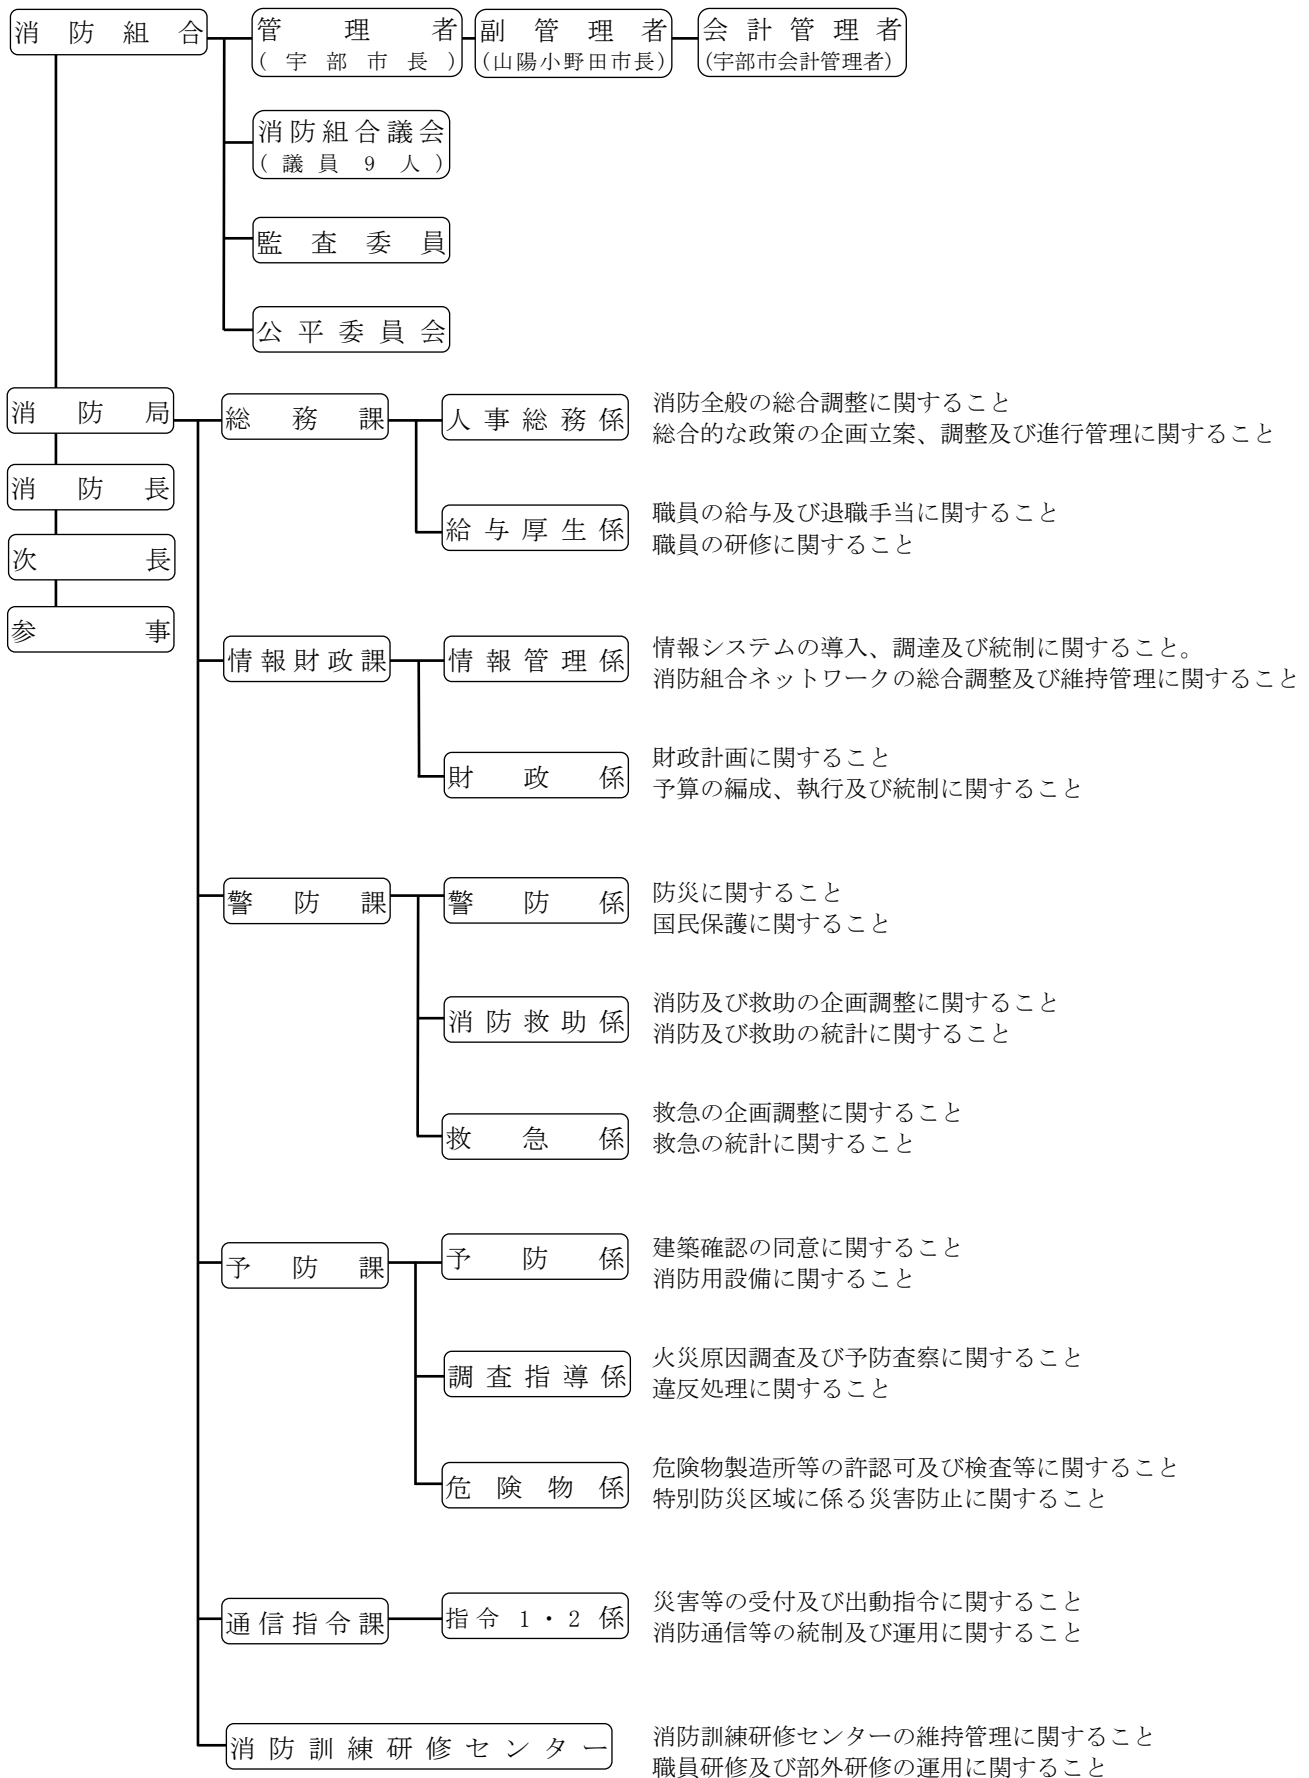 消防組合
管理者
(宇部市長)
副管理者
(山陽小野田市長)
会計管理者
(宇部市会計管理者)
消防組合議会
(議員9人)
監査委員
公平委員会
消防局
消防長
次長
参事
総務課
人事総務係
消防全般の総合調整に関すること
総合的な政策の企画立案、調整及び進行管理に関すること
給与厚生係
職員の給与及び退職手当に関すること
職員の研修に関すること
情報財政課
情報管理係
情報システムの導入、調達及び統制に関すること。
消防組合ネットワークの総合調整及び維持管理に関すること
財政係
財政計画に関すること
予算の編成、執行及び統制に関すること
警防課
警防係
防災に関すること
国民保護に関すること
消防救助係
消防及び救助の企画調整に関すること
消防及び救助の統計に関すること
救急係
救急の企画調整に関すること
救急の統計に関すること
予防課
予防係
建築確認の同意に関すること
消防用設備に関すること
調査指導係
火災原因調査及び予防査察に関すること
違反処理に関すること
危険物係
危険物製造所等の許認可及び検査等に関すること
特別防災区域に係る災害防止に関すること
通信指令課
指令1・2係
災害等の受付及び出動指令に関すること
消防通信等の統制及び運用に関すること
消防訓練研修センター
消防訓練研修センターの維持管理に関すること
職員研修及び部外研修の運用に関すること